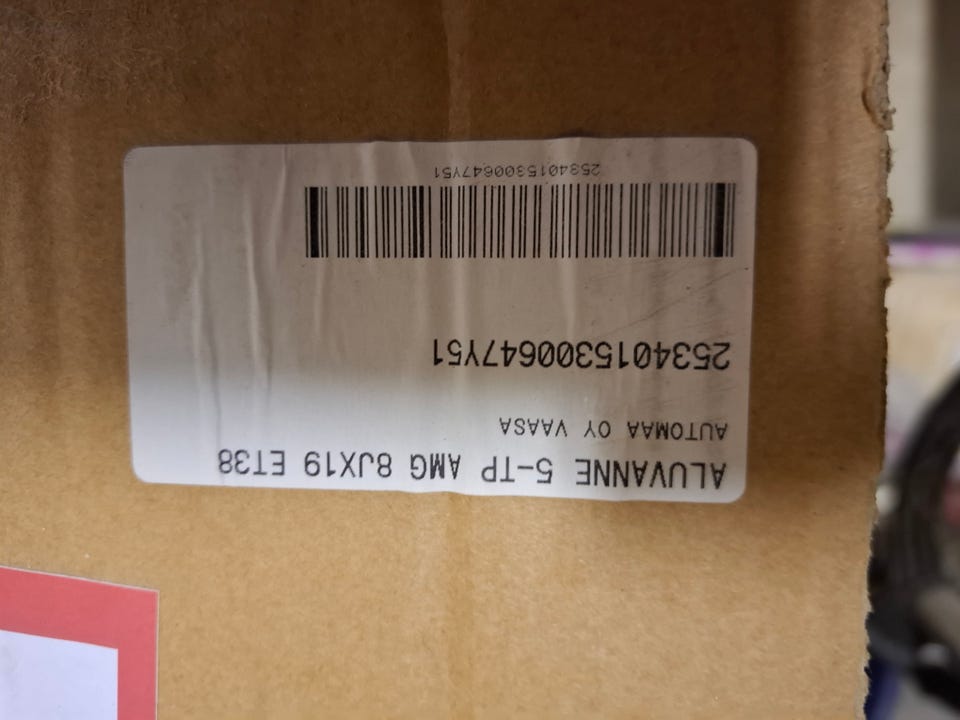 ALUVANNE 5-TP AMG 8JX19 ET38
AUTOMAA OY VAASA
2534015300647Y51
2534015300647Y51